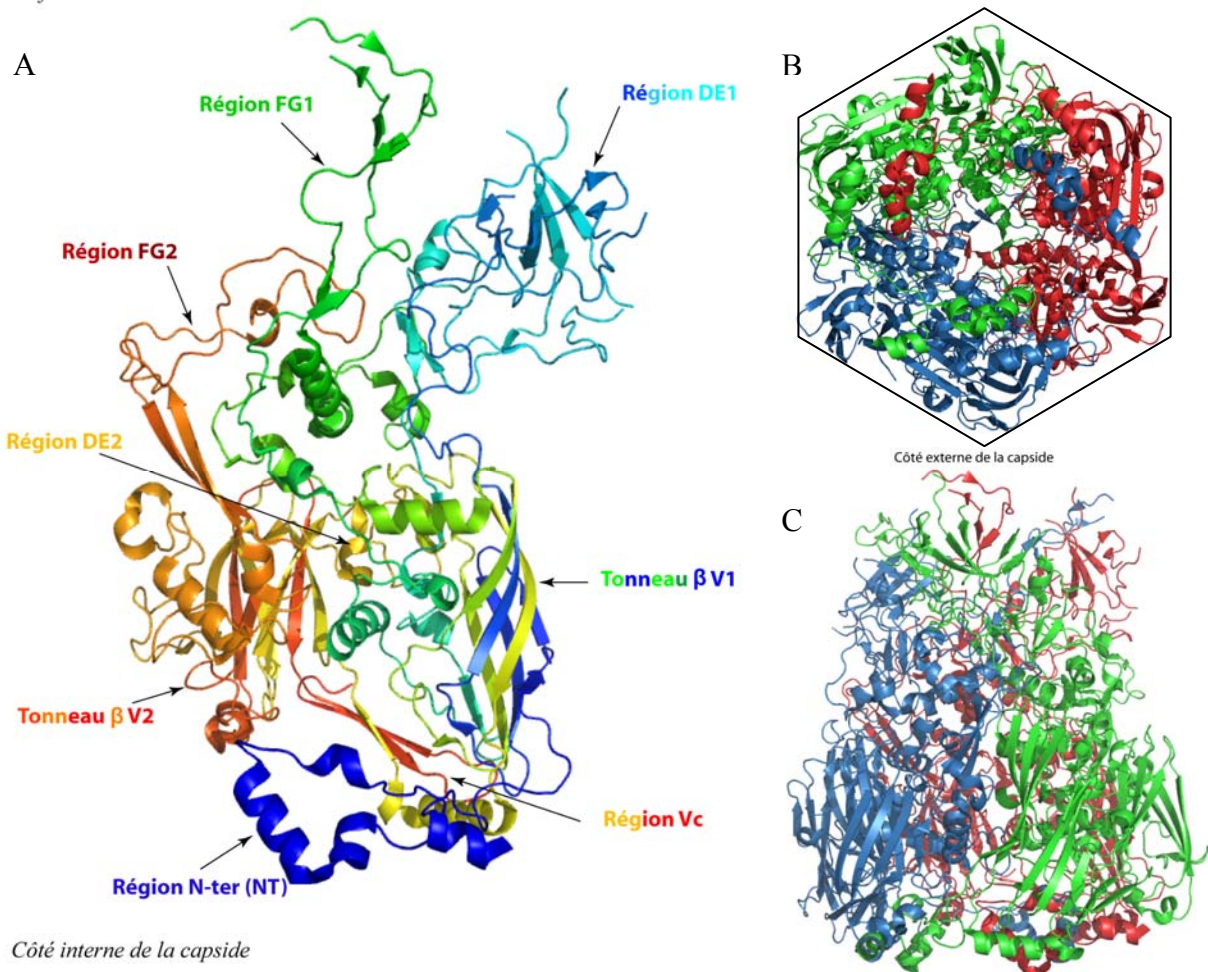 A
B
Région FG1
Région DE1
Région FG2
Région DE2
Tonneau β V1
Tonneau β V2
Région Vc
Région N-ter (NT)
Côté interne de la capside
Côté externe de la capside
C